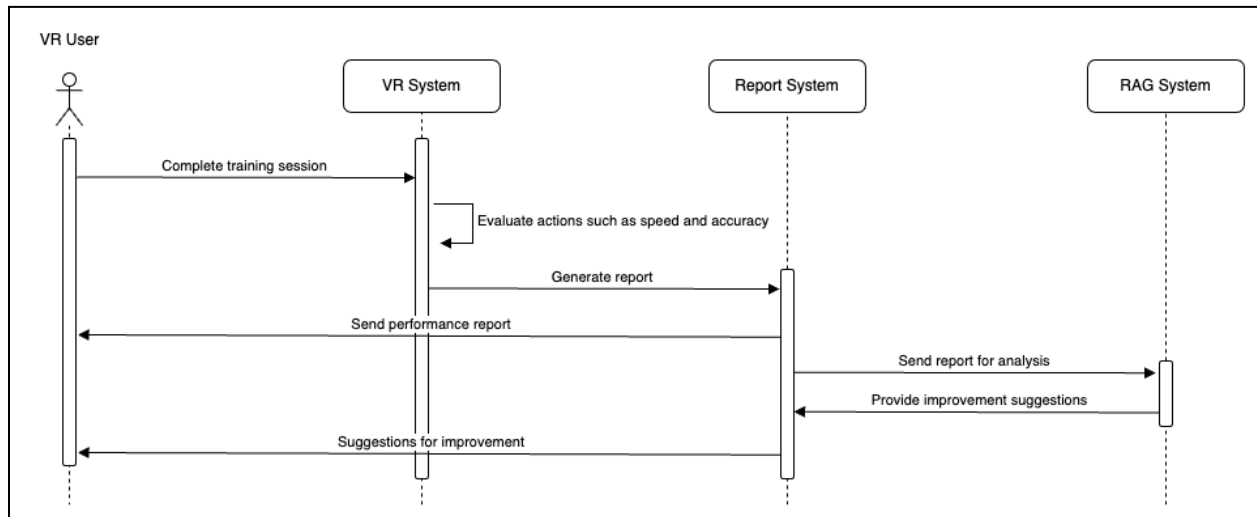 VR User
VR System
Report System
RAG System
Complete training session
Evaluate actions such as speed and accuracy
Generate report
Send performance report
Send report for analysis
Provide improvement suggestions
Suggestions for improvement